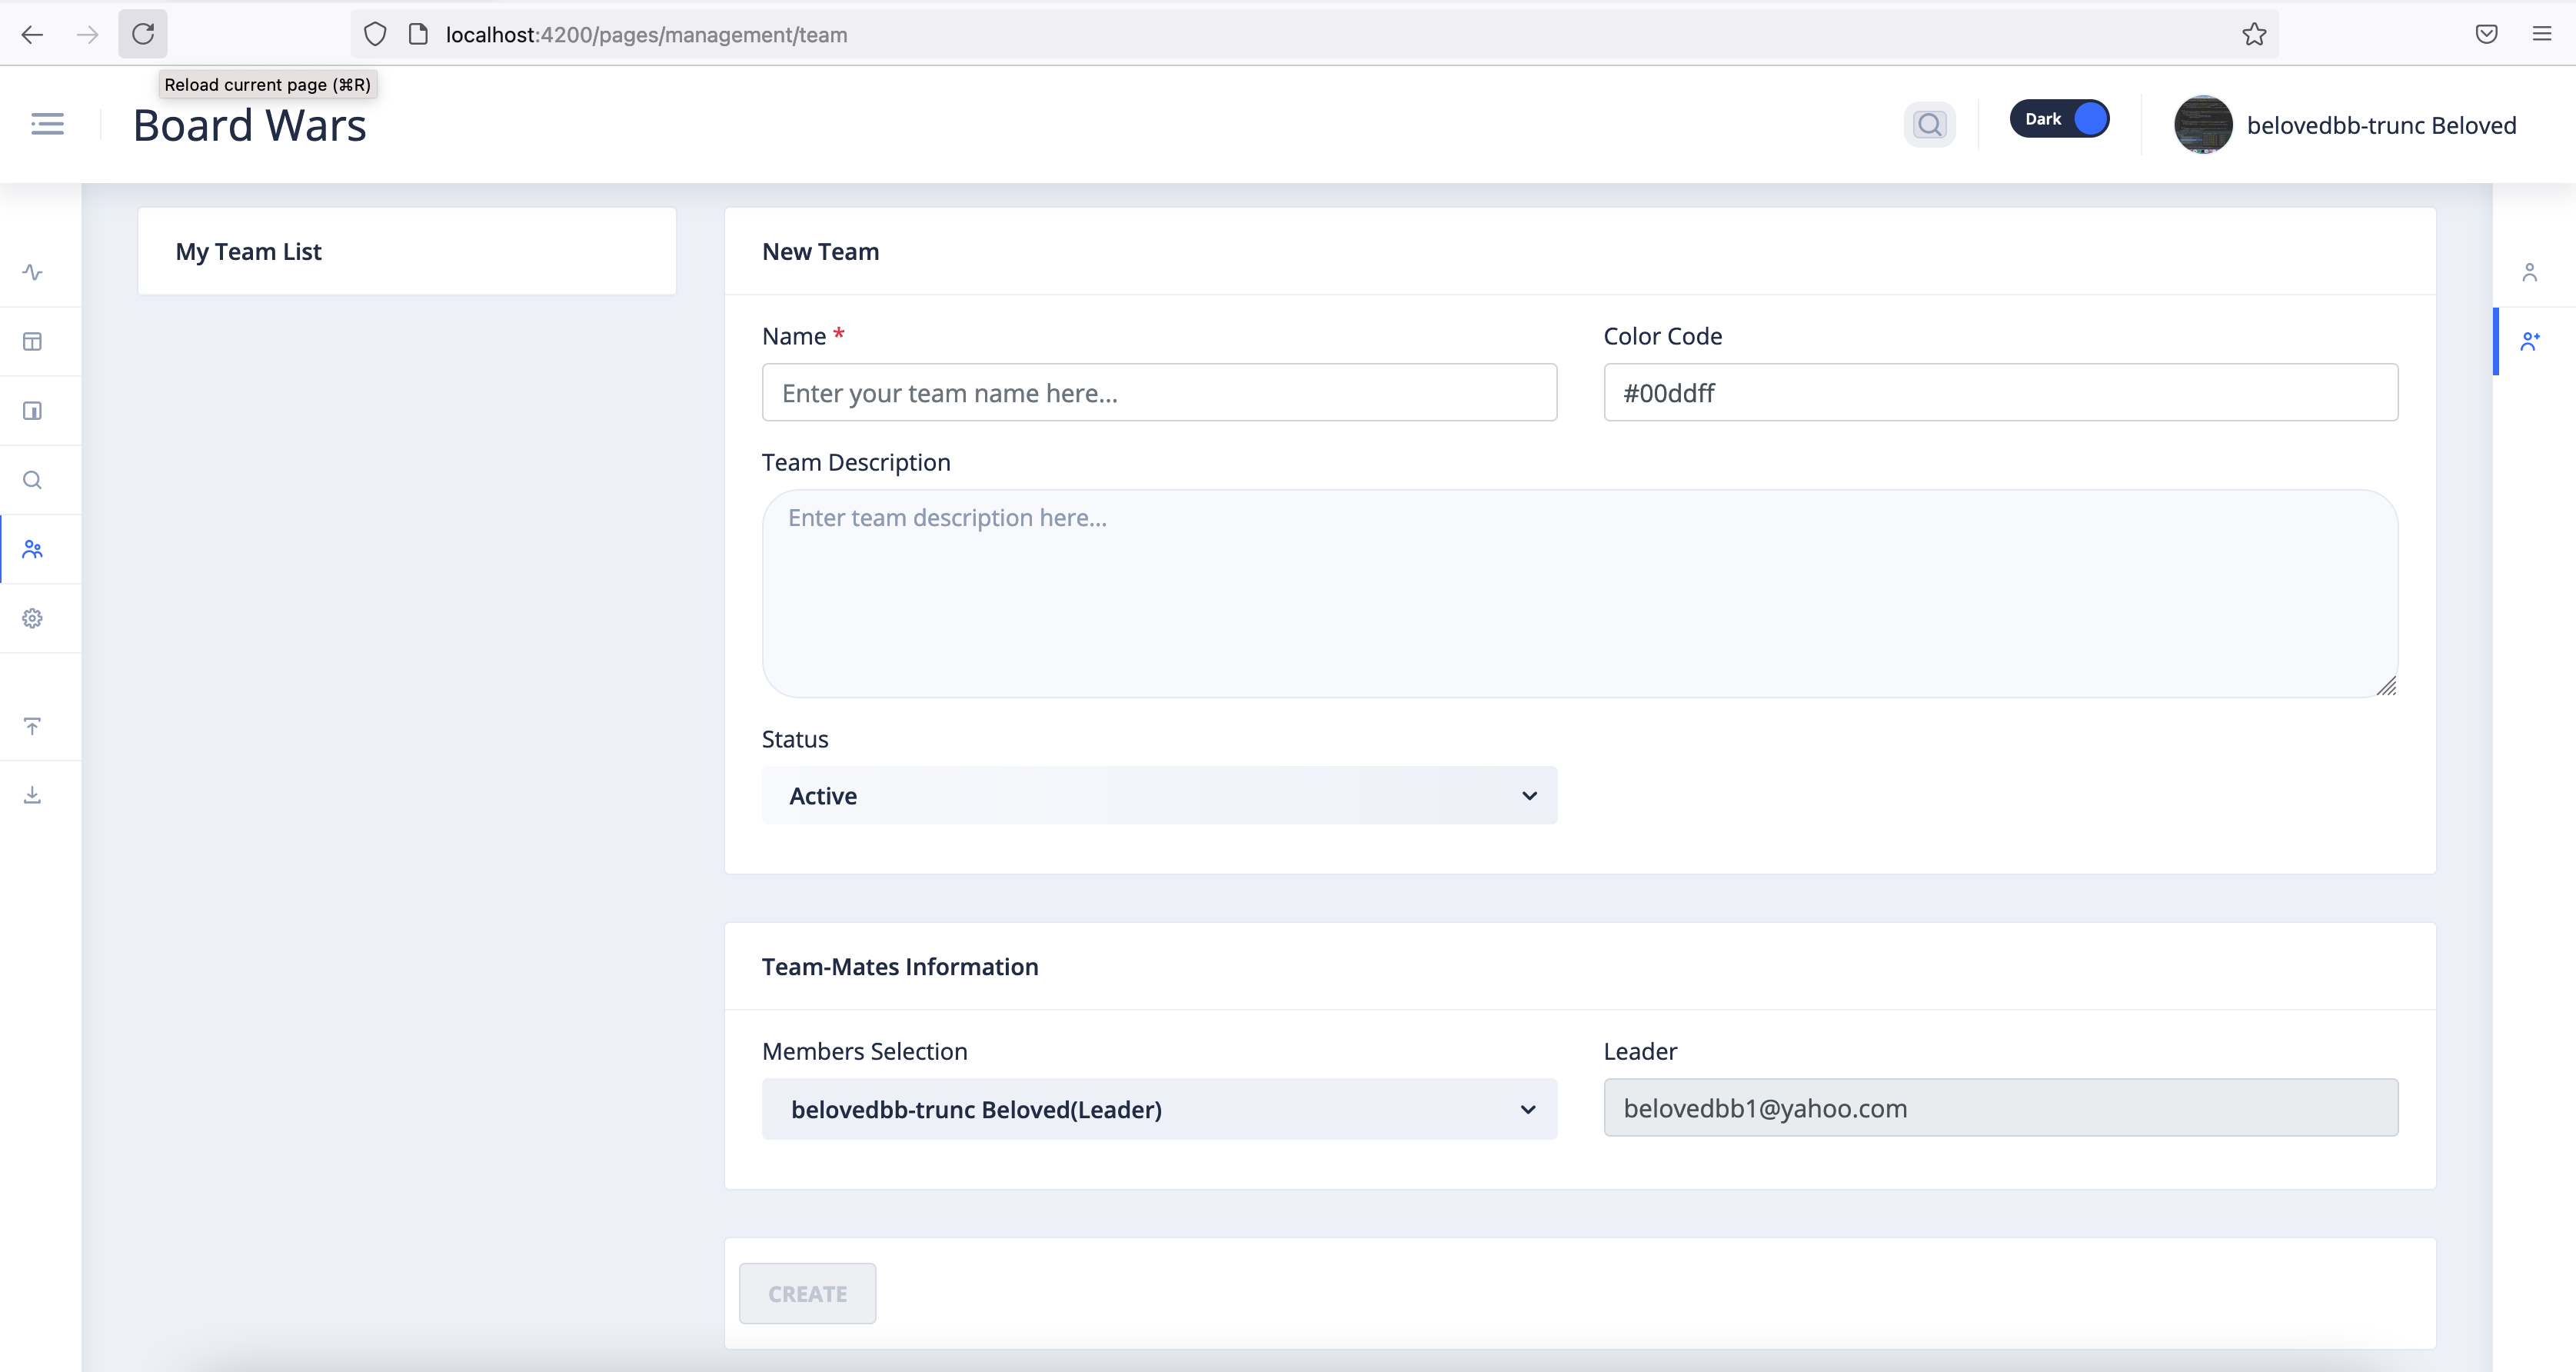 localhost:4200/pages/management/team
Reload current page (⌘R)
Board Wars
Dark
belovedbb-trunc Beloved
My Team List
New Team
Name *
Color Code
Enter your team name here...
#00ddff
Team Description
Enter team description here...
Status
Active
Team-Mates Information
Members Selection
Leader
belovedbb-trunc Beloved(Leader)
belovedbb1@yahoo.com
CREATE